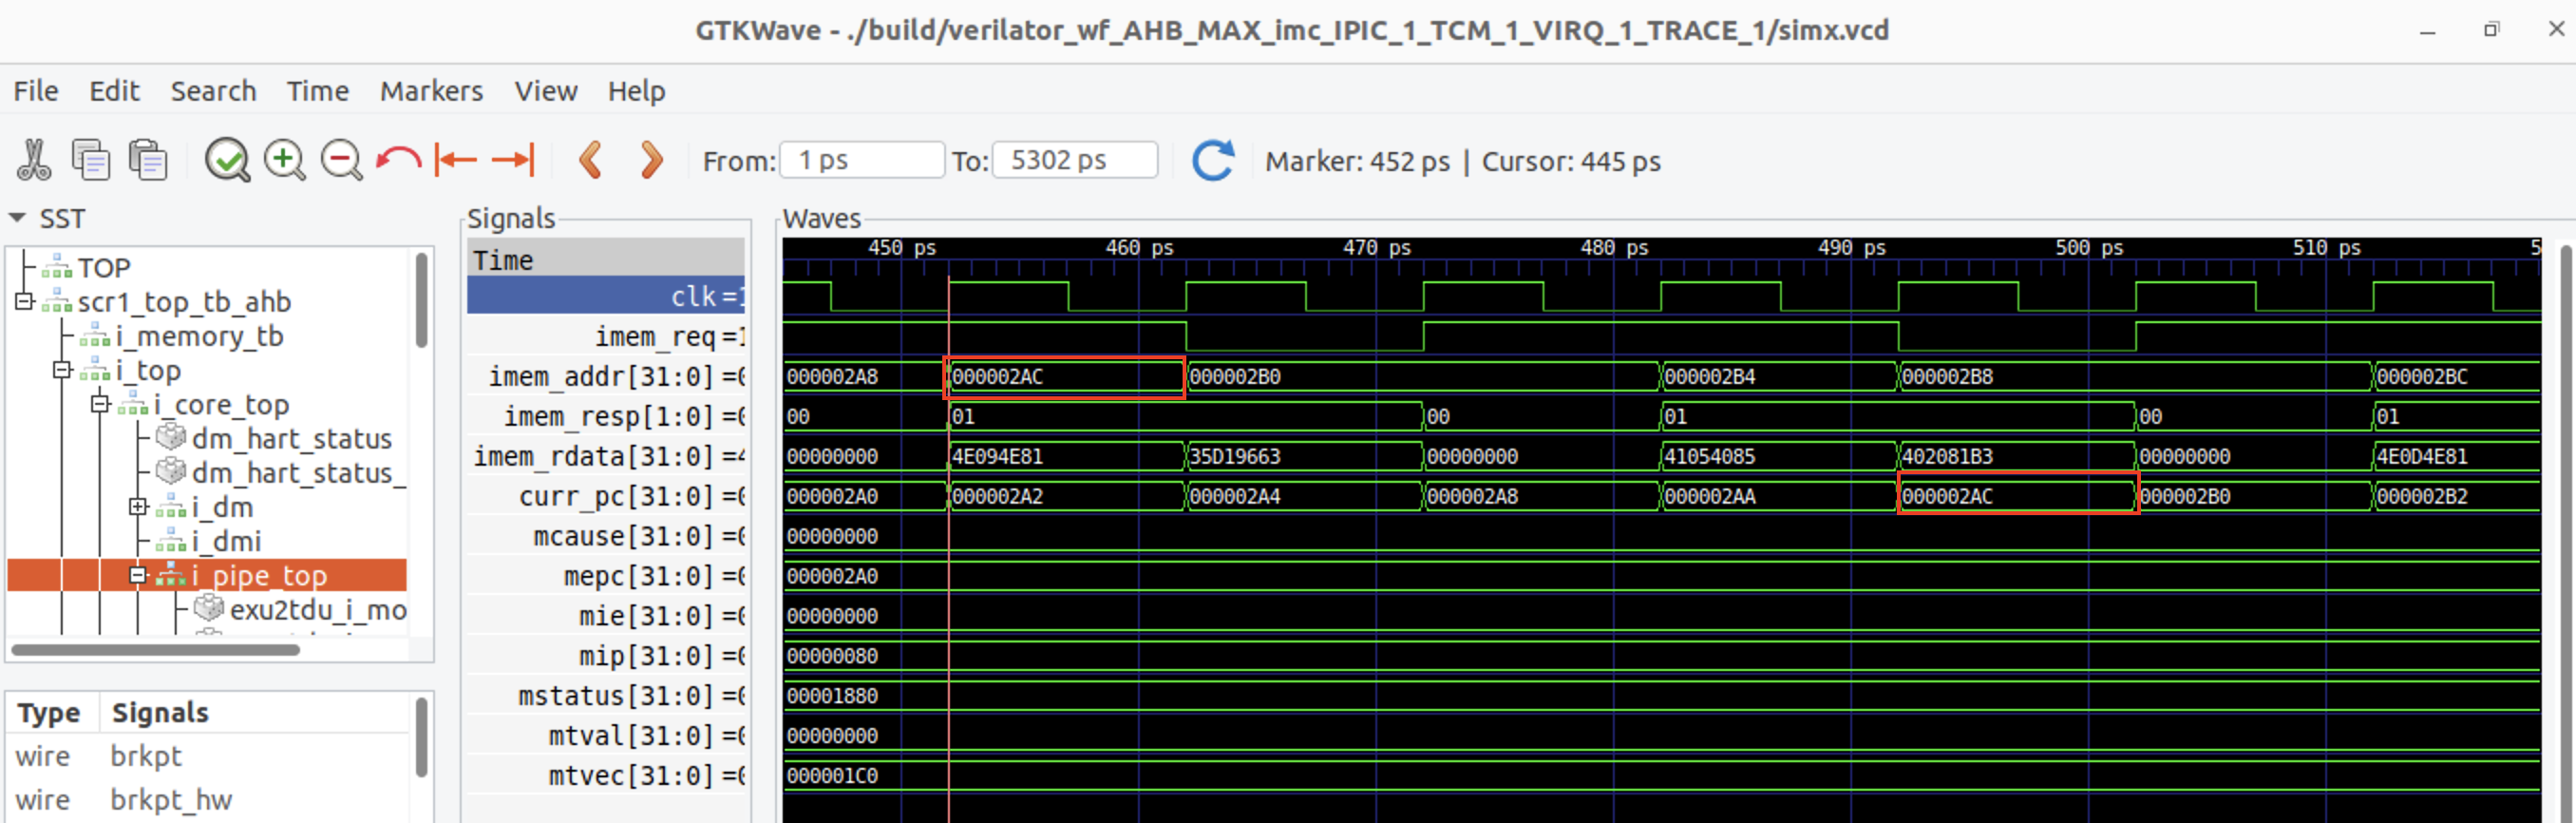 GTKWave - ./build/verilator_wf_AHB_MAX_imc_IPIC_1_TCM_1_VIRQ_1_TRACE_1/simx.vcd
File Edit Search Time Markers View Help
From: 1 ps To: 5302 ps Marker: 452 ps | Cursor: 445 ps
SST
TOP
scr1_top_tb_ahb
i_memory_tb
i_top
i_core_top
dm_hart_status
dm_hart_status_
i_dm
i_dmi
i_pipe_top
exu2tdu_i_mo
Type Signals
wire brkpt
wire brkpt_hw
Signals
Time
clk =1
imem_req =1
imem_addr[31:0] =0
imem_resp[1:0] =0
imem_rdata[31:0] =4
curr_pc[31:0] =0
mcause[31:0] =0
mepc[31:0] =0
mie[31:0] =0
mip[31:0] =0
mstatus[31:0] =0
mtval[31:0] =0
mtvec[31:0] =0
Waves
450 ps 460 ps 470 ps 480 ps 490 ps 500 ps 510 ps 5
000002A8 000002AC 000002B0 000002B4 000002B8 000002BC
00 01 00 01 00 01
00000000 4E094E81 35D19663 00000000 41054085 402081B3 00000000 4E0D4E81
000002A0 000002A2 000002A4 000002A8 000002AA 000002AC 000002B0 000002B2
00000000
000002A0
00000000
00000080
00001880
00000000
000001C0